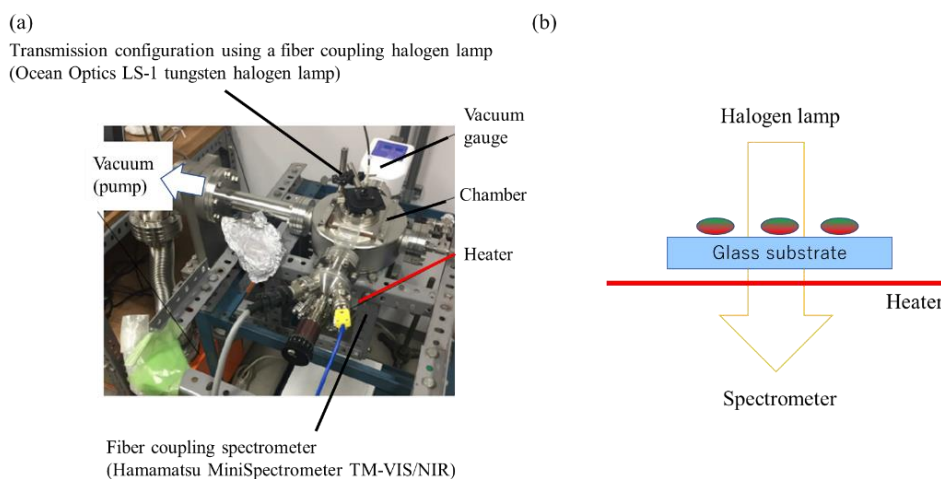 (a)
Transmission configuration using a fiber coupling halogen lamp
(Ocean Optics LS-1 tungsten halogen lamp)
Vacuum
gauge
Vacuum
(pump)
Chamber
Heater
Fiber coupling spectrometer
(Hamamatsu MiniSpectrometer TM-VIS/NIR)
(b)
Halogen lamp
Glass substrate
Heater
Spectrometer